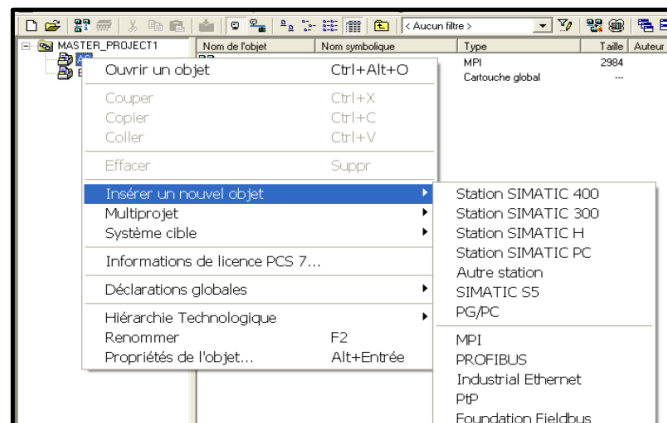 < Aucun filtre >
MASTER_PROJECT1
Nom de l'objet
Nom symbolique
Type
Taille
Auteur
MPI
2984
Cartouche global
---
Ouvrir un objet Ctrl+Alt+O
Couper Ctrl+X
Copier Ctrl+C
Coller Ctrl+V
Effacer Suppr
Insérer un nouvel objet
Multiprojet
Système cible
Informations de licence PCS 7...
Déclarations globales
Hiérarchie Technologique
Renommer F2
Propriétés de l'objet... Alt+Entrée
Station SIMATIC 400
Station SIMATIC 300
Station SIMATIC H
Station SIMATIC PC
Autre station
SIMATIC S5
PG/PC
MPI
PROFIBUS
Industrial Ethernet
PtP
Foundation Fieldbus